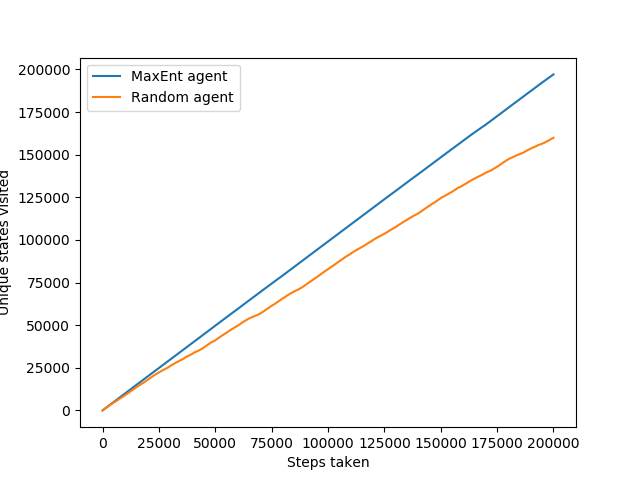 MaxEnt agent
Random agent
200000
175000
150000
125000
100000
75000
50000
25000
0
Unique states visited
0 25000 50000 75000 100000 125000 150000 175000 200000
Steps taken